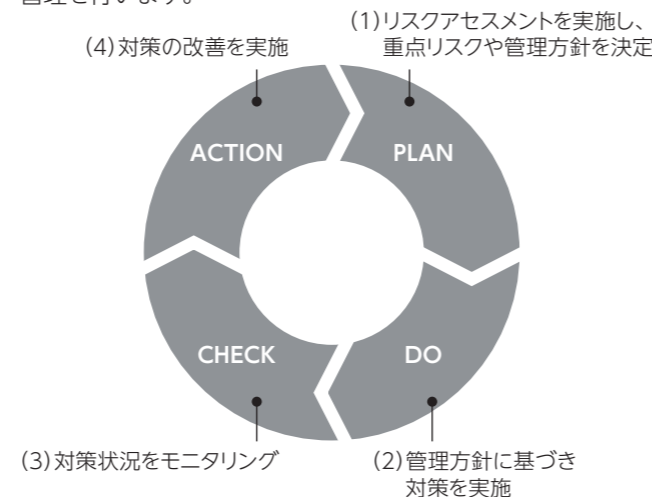 管理を行います。
(1)リスクアセスメントを実施し、
重点リスクや管理方針を決定
(4)対策の改善を実施
ACTION
PLAN
CHECK
DO
(3)対策状況をモニタリング
(2)管理方針に基づき
対策を実施